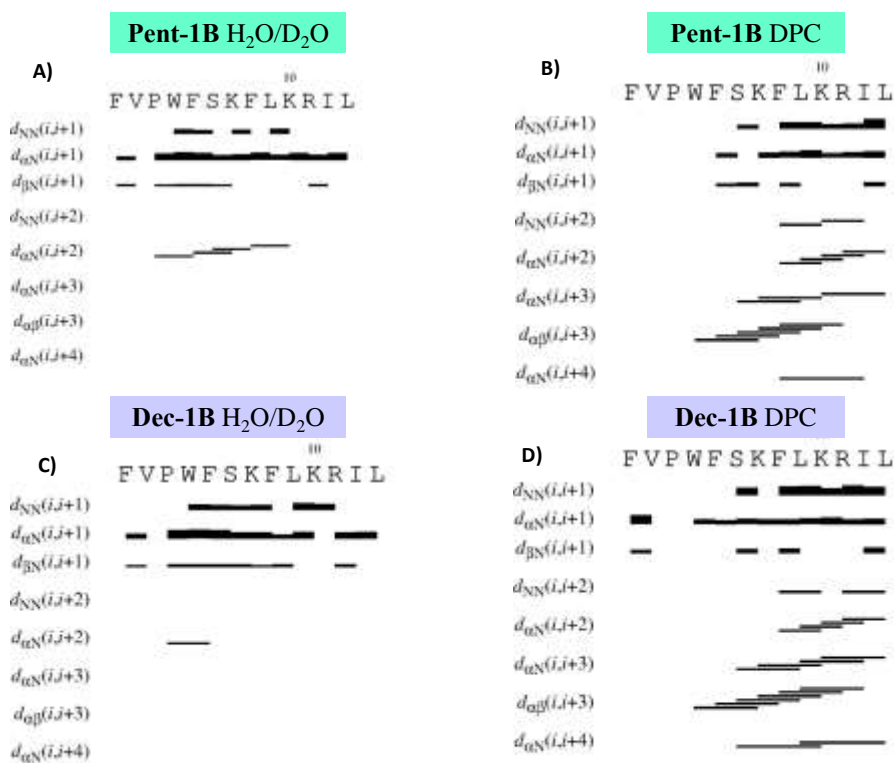 Pent-1B H₂O/D₂O
A)
10
F V P W F S K F L K R I L
dNN(i,i+1)
dαN(i,i+1)
dβN(i,i+1)
dNN(i,i+2)
dαN(i,i+2)
dαN(i,i+3)
dαβ(i,i+3)
dαN(i,i+4)
Pent-1B DPC
B)
10
F V P W F S K F L K R I L
dNN(i,i+1)
dαN(i,i+1)
dβN(i,i+1)
dNN(i,i+2)
dαN(i,i+2)
dαN(i,i+3)
dαβ(i,i+3)
dαN(i,i+4)
Dec-1B H₂O/D₂O
C)
10
F V P W F S K F L K R I L
dNN(i,i+1)
dαN(i,i+1)
dβN(i,i+1)
dNN(i,i+2)
dαN(i,i+2)
dαN(i,i+3)
dαβ(i,i+3)
dαN(i,i+4)
Dec-1B DPC
D)
F V P W F S K F L K R I L
dNN(i,i+1)
dαN(i,i+1)
dβN(i,i+1)
dNN(i,i+2)
dαN(i,i+2)
dαN(i,i+3)
dαβ(i,i+3)
dαN(i,i+4)